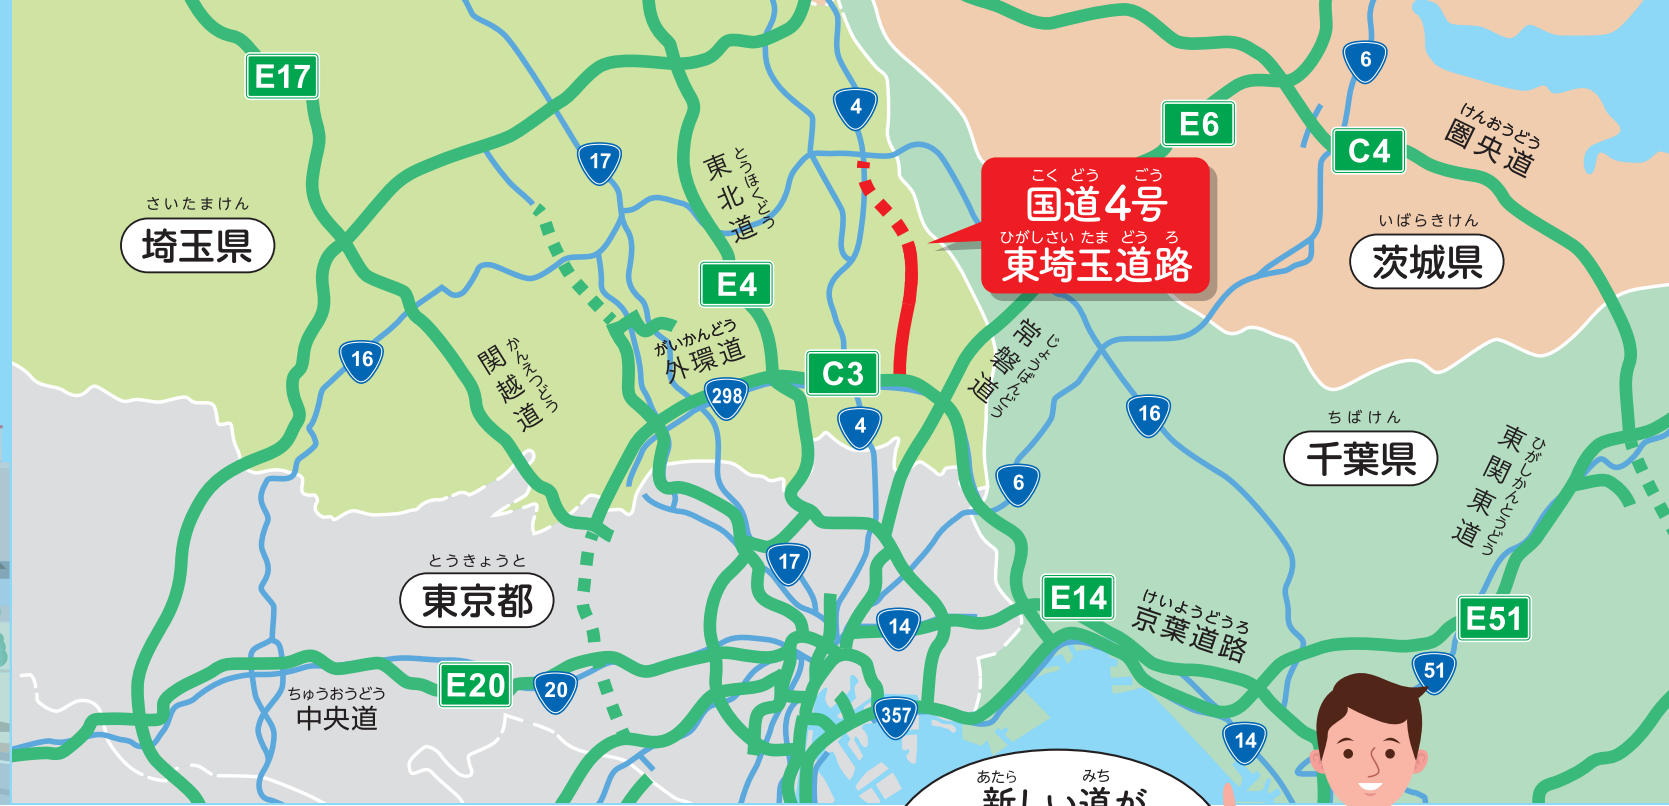 E17
6
E6
C4
けんおうどう
圏央道
4
17
とうほくどう
東北道
こくどう ごう
国道4号
ひがしさいたまどうろ
東埼玉道路
さいたまけん
埼玉県
いばらきけん
茨城県
E4
がいかんどう
外環道
じょうばんどう
常磐道
16
かんえつどう
関越道
C3
298
4
16
ちばけん
千葉県
ひがしかんとうどう
東関東道
6
17
とうきょうと
東京都
E14
けいようどうろ
京葉道路
14
E51
51
E20
20
ちゅうおうどう
中央道
357
14
あたら みち
新しい道が